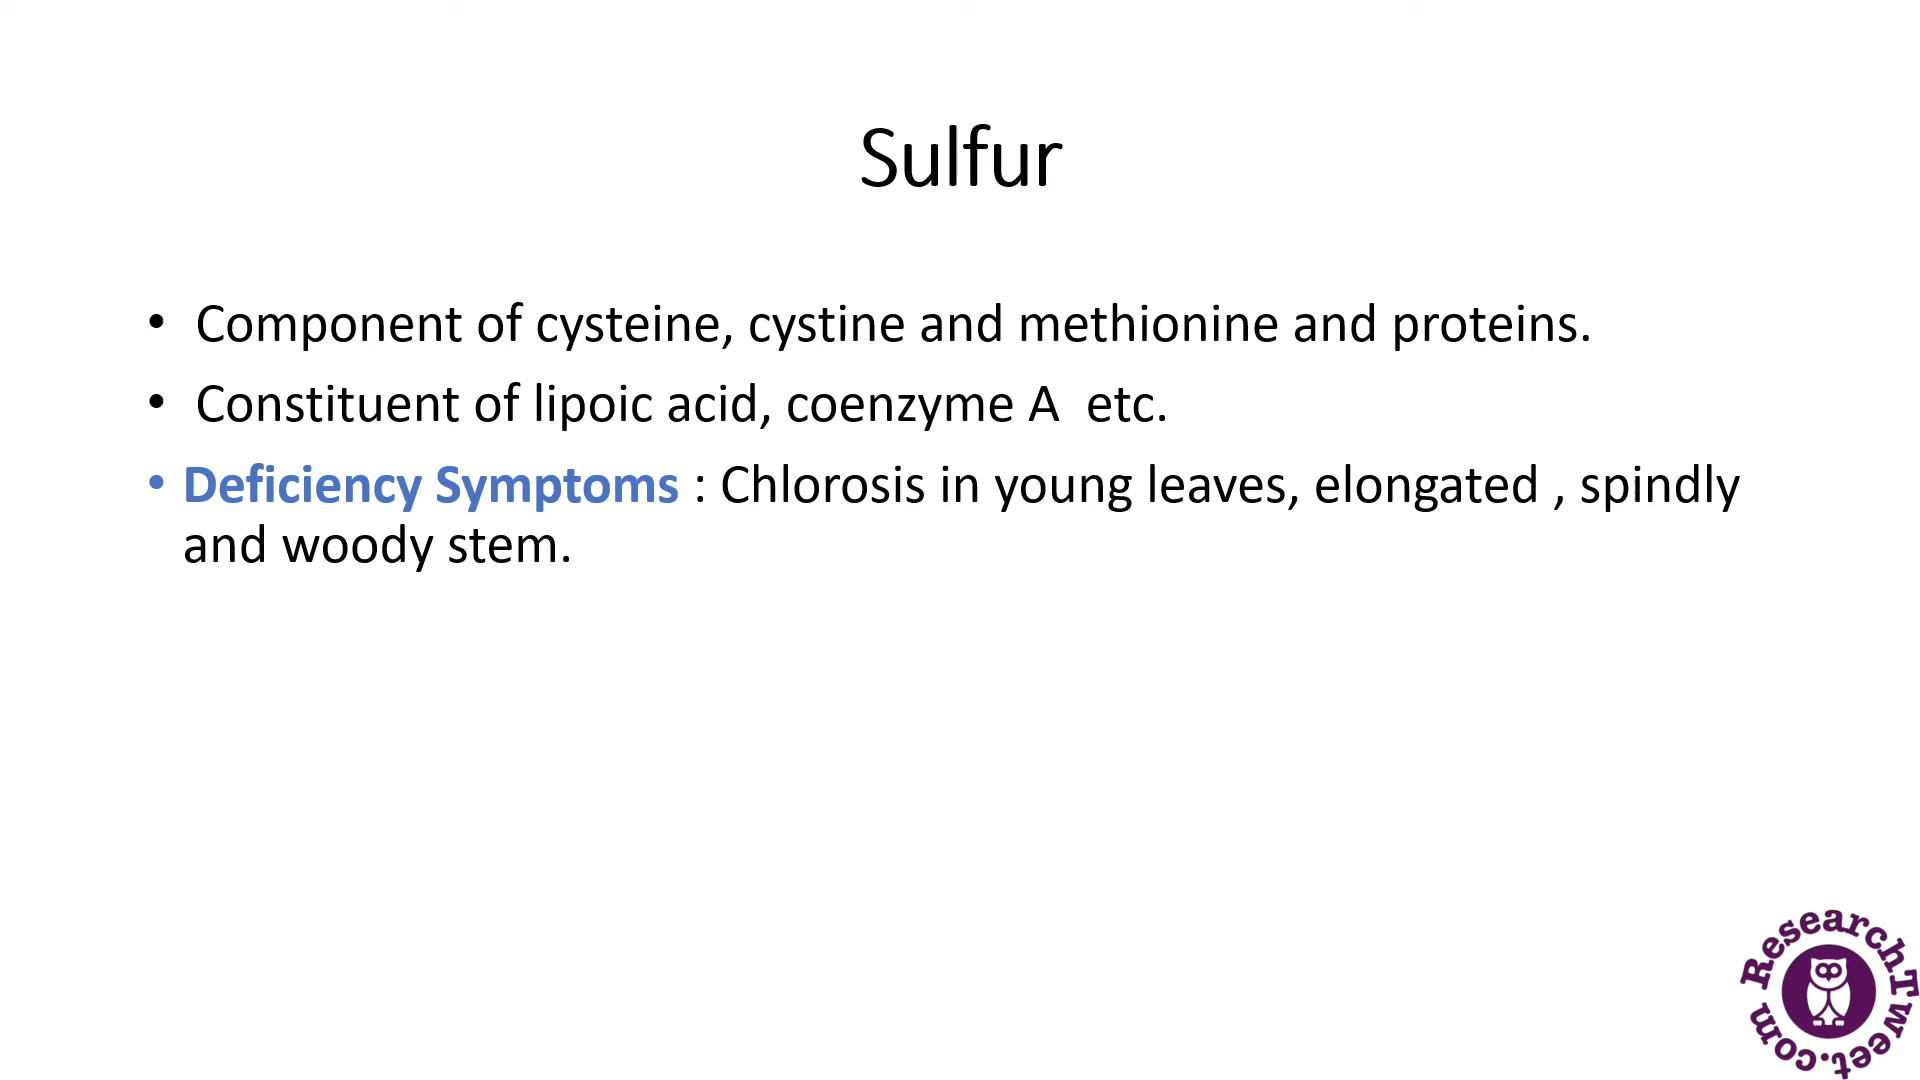 Sulfur
• Component of cysteine, cystine and methionine and proteins.
• Constituent of lipoic acid, coenzyme A  etc.
• Deficiency Symptoms : Chlorosis in young leaves, elongated , spindly
and woody stem.
ResearchTweet.com